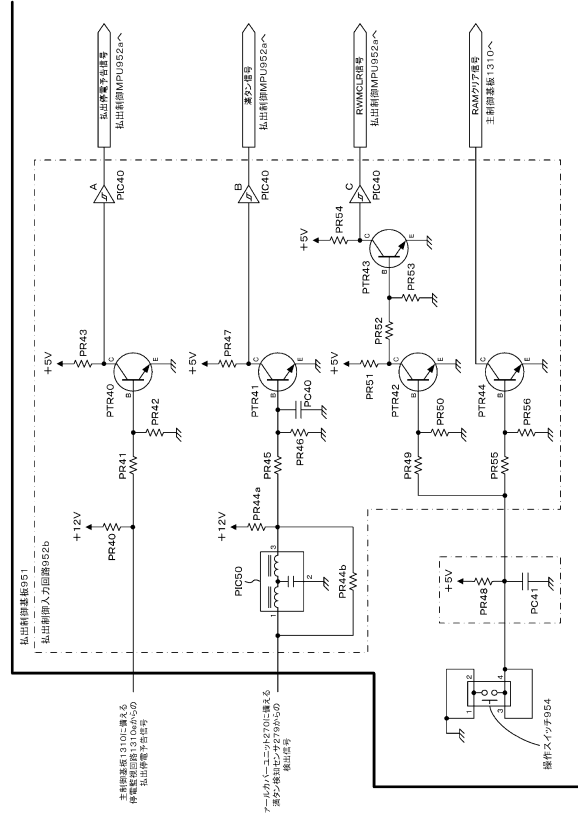 払出制御基板951
払出制御入力回路952b
主制御基板1310に備える
停電監視回路1310eからの
払出停電予告信号
+12V
PR40
PR41
PR42
+5V
PR43
PTR40
B
C
E
A
PIC40
払出停電予告信号
払出制御MPU952aへ
ールカバーユニット270に備える
満タン検知センサ279からの
検出信号
PIC50
1
2
3
+12V
PR44a
PR44b
PR45
PR46
PC40
+5V
PR47
PTR41
B
C
E
B
PIC40
満タン信号
払出制御MPU952aへ
操作スイッチ954
1
2
3
4
+5V
PR48
PC41
PR49
PR50
+5V
PR51
PTR42
B
C
E
PR52
PR53
+5V
PR54
PTR43
B
C
E
C
PIC40
RWMCLR信号
払出制御MPU952aへ
PR55
PR56
PTR44
B
C
E
RAMクリア信号
主制御基板1310へ